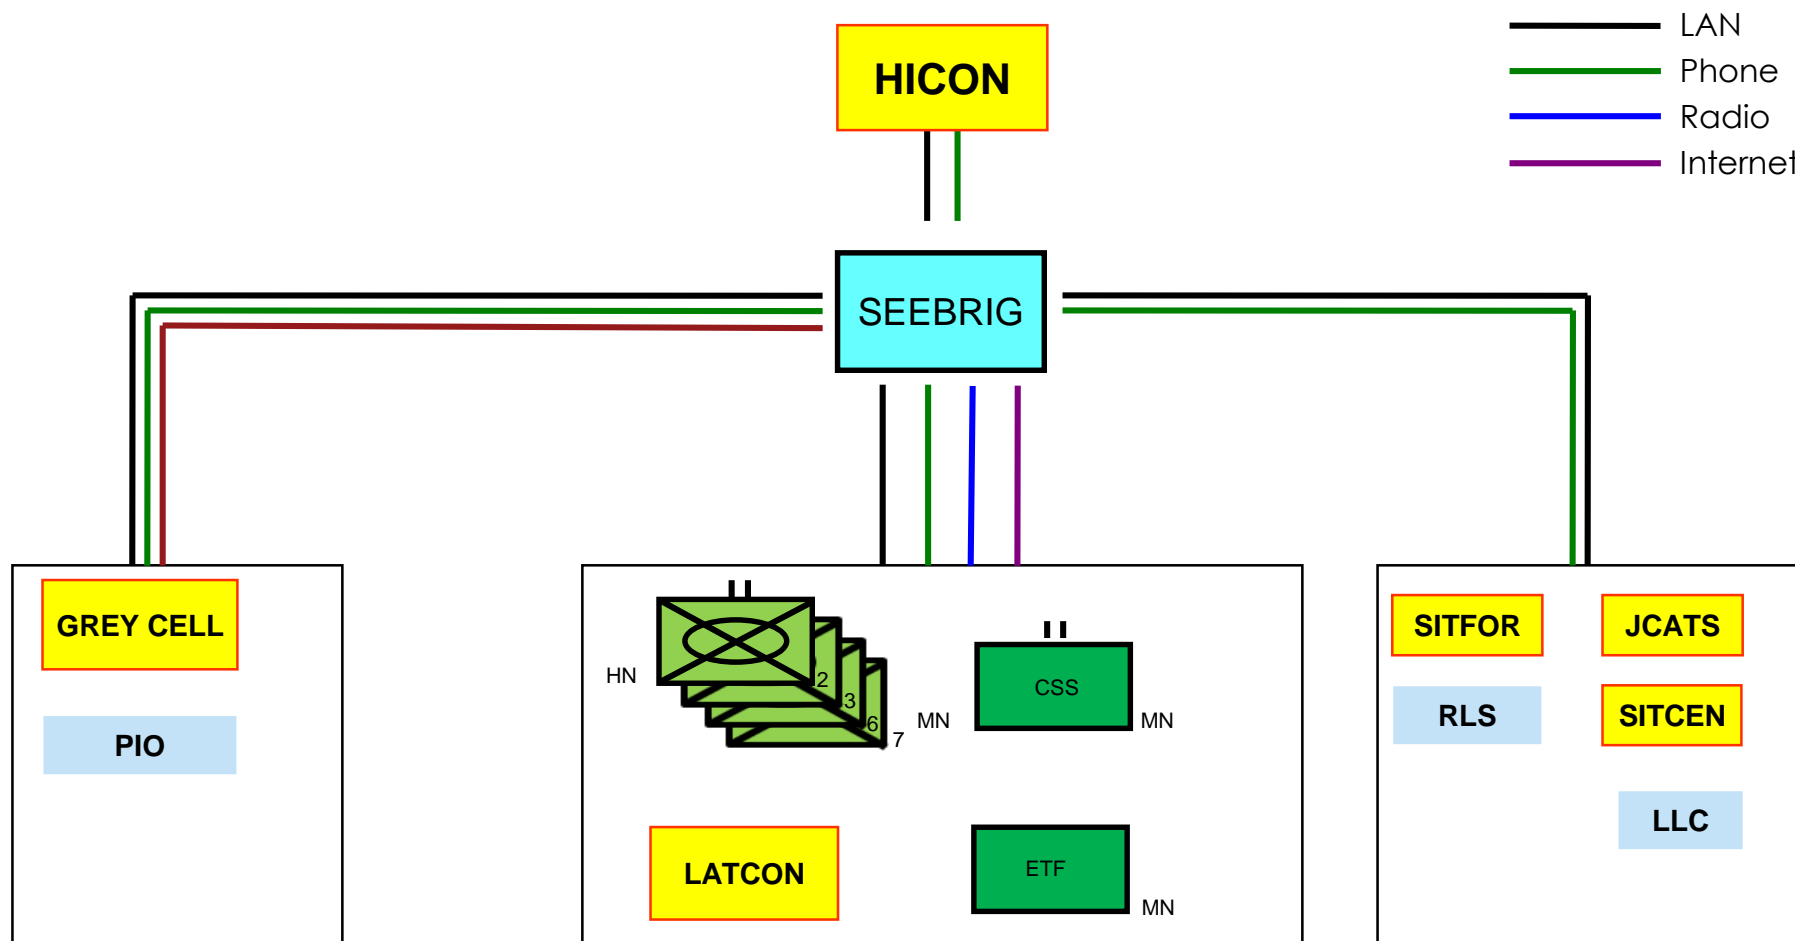 LAN
Phone
Radio
Internet
HICON
SEEBRIG
GREY CELL
PIO
HN
2
3
6
7
MN
CSS
MN
LATCON
ETF
MN
SITFOR
JCATS
RLS
SITCEN
LLC